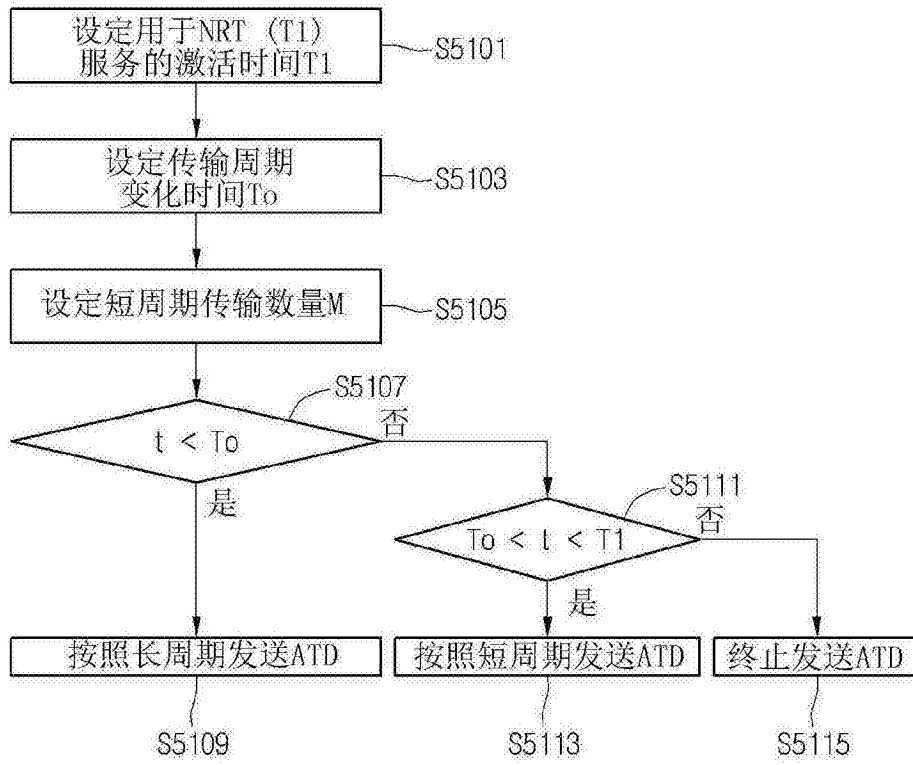 设定用于NRT (T1)
服务的激活时间T1
S5101
设定传输周期
变化时间To
S5103
设定短周期传输数量M
S5105
S5107
t < To
否
是
S5111
To < t < T1
否
是
按照长周期发送ATD
按照短周期发送ATD
终止发送ATD
S5109
S5113
S5115